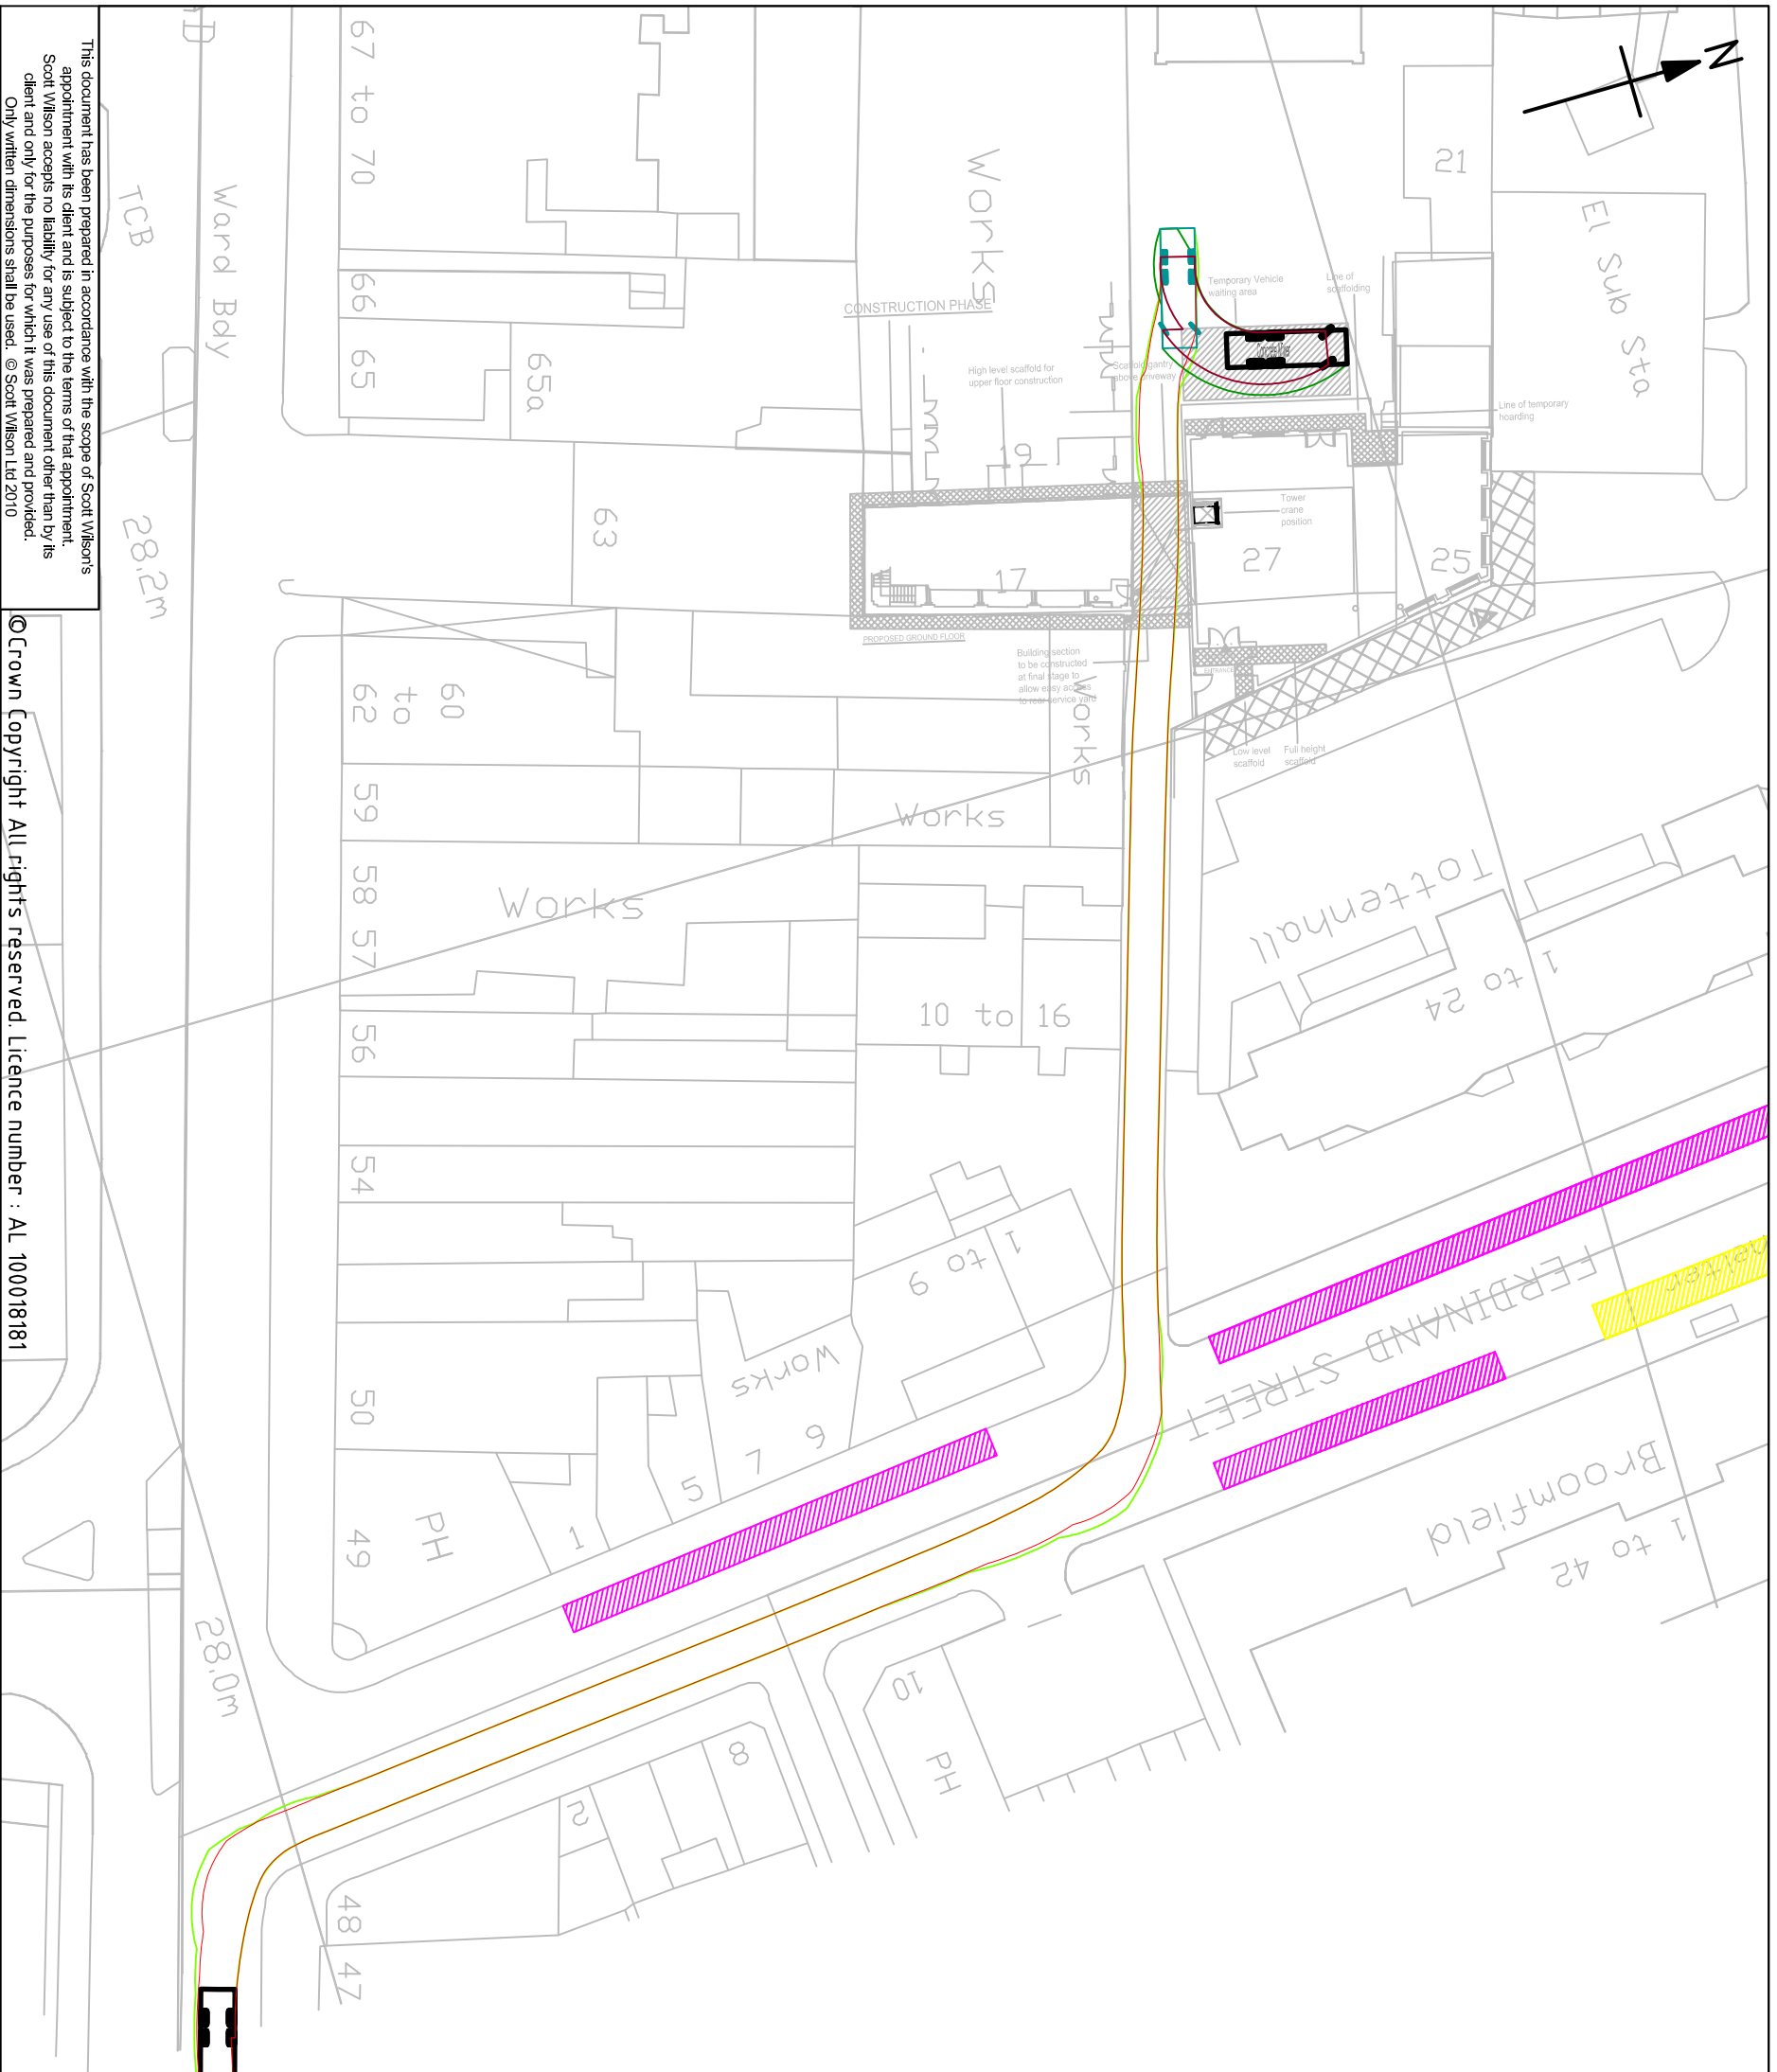 N
21
El Sub Sta
67 to 70
Works
TCB
Ward Bdy
66
65
65a
CONSTRUCTION PHASE
Temporary Vehicle
waiting area
Line of
scaffolding
High level scaffold for
upper floor construction
Scaffold gantry
above driveway
Line of temporary
hoarding
19
63
17
Tower
crane
position
27
25
28.2m
PROPOSED GROUND FLOOR
Building section
to be constructed
at final stage to
allow easy access
to rear service yard
ENTRANCE
Low level
scaffold
Full height
scaffold
60
to
62
Works
59
Works
58
57
Works
Tottenhall
1 to 24
10 to 16
56
54
1 to 9
Works
FERDINAND STREET
50
49
PH
1
5
7
9
Broomfield
1 to 42
28.0m
10
PH
8
2
48
47
This document has been prepared in accordance with the scope of Scott Wilson's
appointment with its client and is subject to the terms of that appointment.
Scott Wilson accepts no liability for any use of this document other than by its
client and only for the purposes for which it was prepared and provided.
Only written dimensions shall be used. © Scott Wilson Ltd 2010
©Crown Copyright All rights reserved. Licence number : AL 100018181